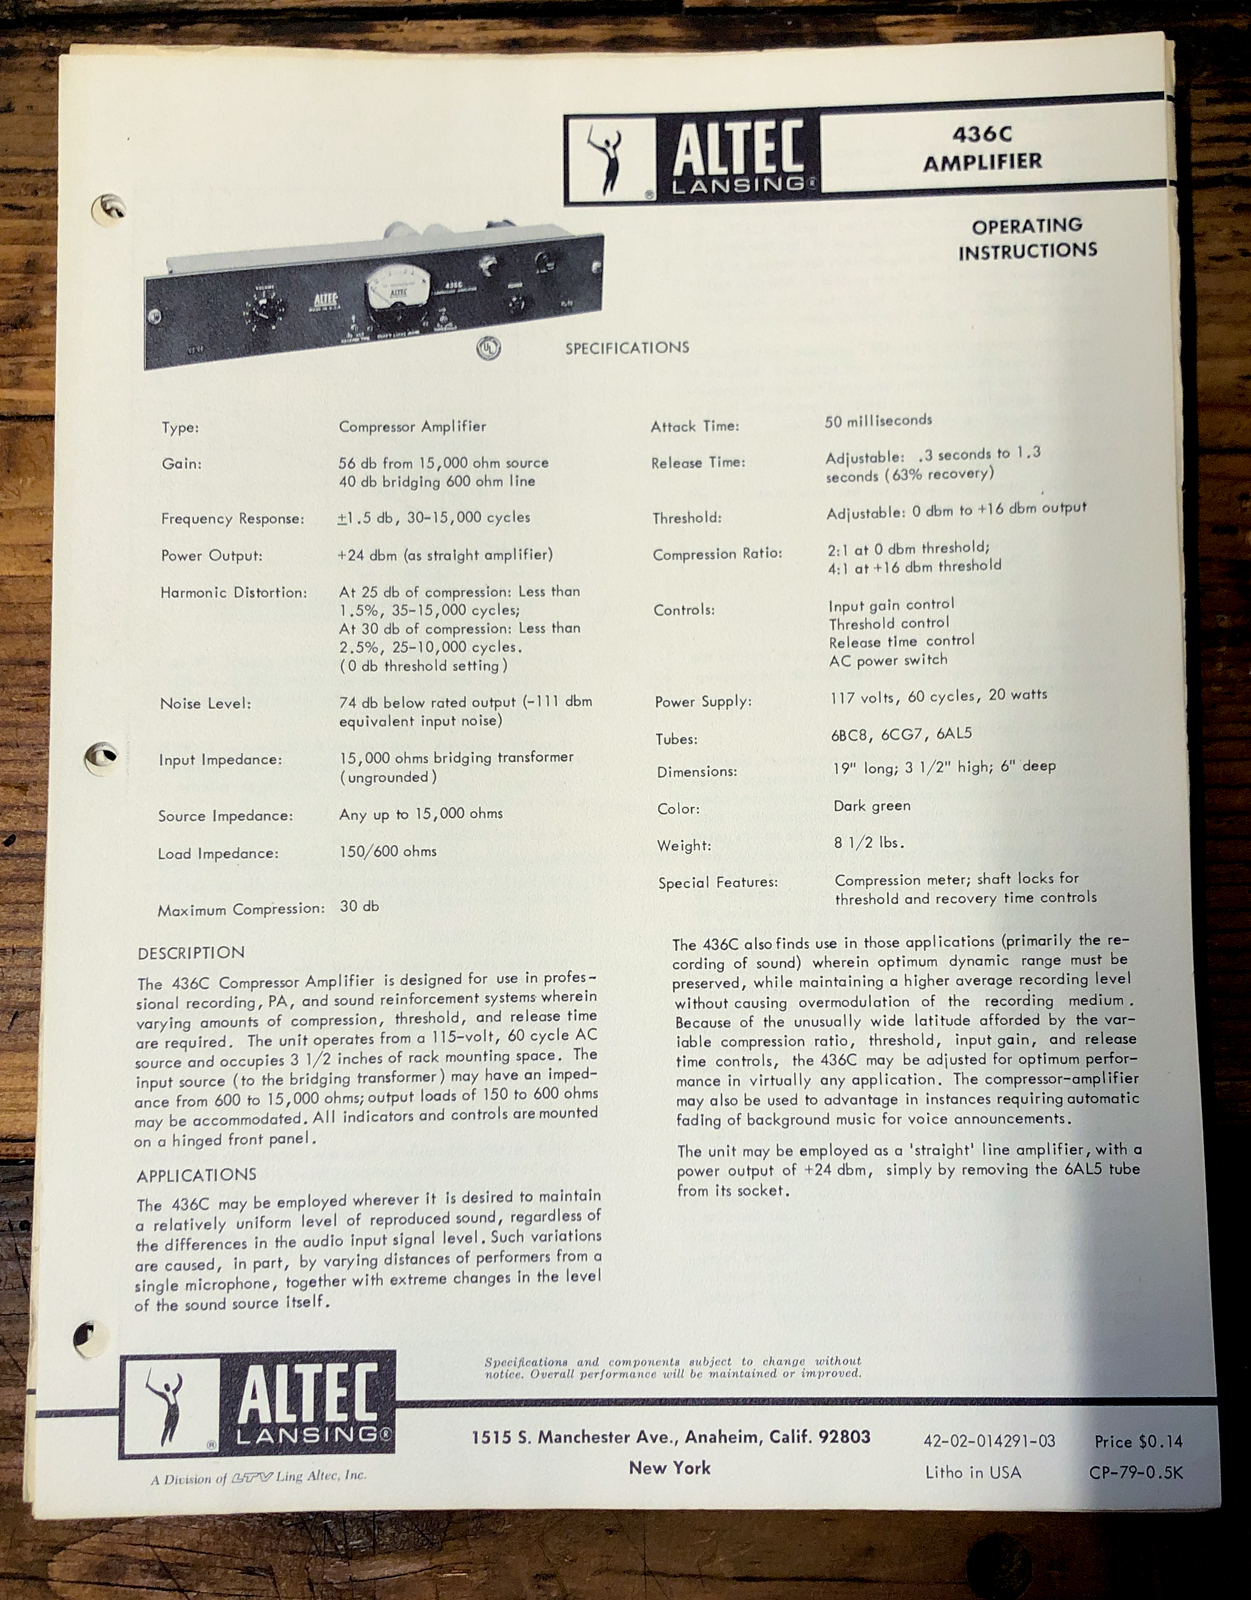 ALTEC
LANSING®
436C
AMPLIFIER
OPERATING
INSTRUCTIONS
VOLUME
ALTEC
ALTEC
436C
POWER
UL
SPECIFICATIONS
Type: Compressor Amplifier
Gain: 56 db from 15,000 ohm source
40 db bridging 600 ohm line
Frequency Response: ±1.5 db, 30-15,000 cycles
Power Output: +24 dbm (as straight amplifier)
Harmonic Distortion: At 25 db of compression: Less than
1.5%, 35-15,000 cycles;
At 30 db of compression: Less than
2.5%, 25-10,000 cycles.
(0 db threshold setting)
Noise Level: 74 db below rated output (-111 dbm
equivalent input noise)
Input Impedance: 15,000 ohms bridging transformer
(ungrounded)
Source Impedance: Any up to 15,000 ohms
Load Impedance: 150/600 ohms
Maximum Compression: 30 db
Attack Time: 50 milliseconds
Release Time: Adjustable: .3 seconds to 1.3
seconds (63% recovery)
Threshold: Adjustable: 0 dbm to +16 dbm output
Compression Ratio: 2:1 at 0 dbm threshold;
4:1 at +16 dbm threshold
Controls: Input gain control
Threshold control
Release time control
AC power switch
Power Supply: 117 volts, 60 cycles, 20 watts
Tubes: 6BC8, 6CG7, 6AL5
Dimensions: 19" long; 3 1/2" high; 6" deep
Color: Dark green
Weight: 8 1/2 lbs.
Special Features: Compression meter; shaft locks for
threshold and recovery time controls
DESCRIPTION
The 436C Compressor Amplifier is designed for use in profes-
sional recording, PA, and sound reinforcement systems wherein
varying amounts of compression, threshold, and release time
are required. The unit operates from a 115-volt, 60 cycle AC
source and occupies 3 1/2 inches of rack mounting space. The
input source (to the bridging transformer) may have an imped-
ance from 600 to 15,000 ohms; output loads of 150 to 600 ohms
may be accommodated. All indicators and controls are mounted
on a hinged front panel.
APPLICATIONS
The 436C may be employed wherever it is desired to maintain
a relatively uniform level of reproduced sound, regardless of
the differences in the audio input signal level. Such variations
are caused, in part, by varying distances of performers from a
single microphone, together with extreme changes in the level
of the sound source itself.
The 436C also finds use in those applications (primarily the re-
cording of sound) wherein optimum dynamic range must be
preserved, while maintaining a higher average recording level
without causing overmodulation of the recording medium.
Because of the unusually wide latitude afforded by the var-
iable compression ratio, threshold, input gain, and release
time controls, the 436C may be adjusted for optimum perfor-
mance in virtually any application. The compressor-amplifier
may also be used to advantage in instances requiring automatic
fading of background music for voice announcements.
The unit may be employed as a 'straight' line amplifier, with a
power output of +24 dbm, simply by removing the 6AL5 tube
from its socket.
ALTEC
LANSING®
A Division of LTV Ling Altec, Inc.
Specifications and components subject to change without
notice. Overall performance will be maintained or improved.
1515 S. Manchester Ave., Anaheim, Calif. 92803
New York
42-02-014291-03 Price $0.14
Litho in USA CP-79-0.5K